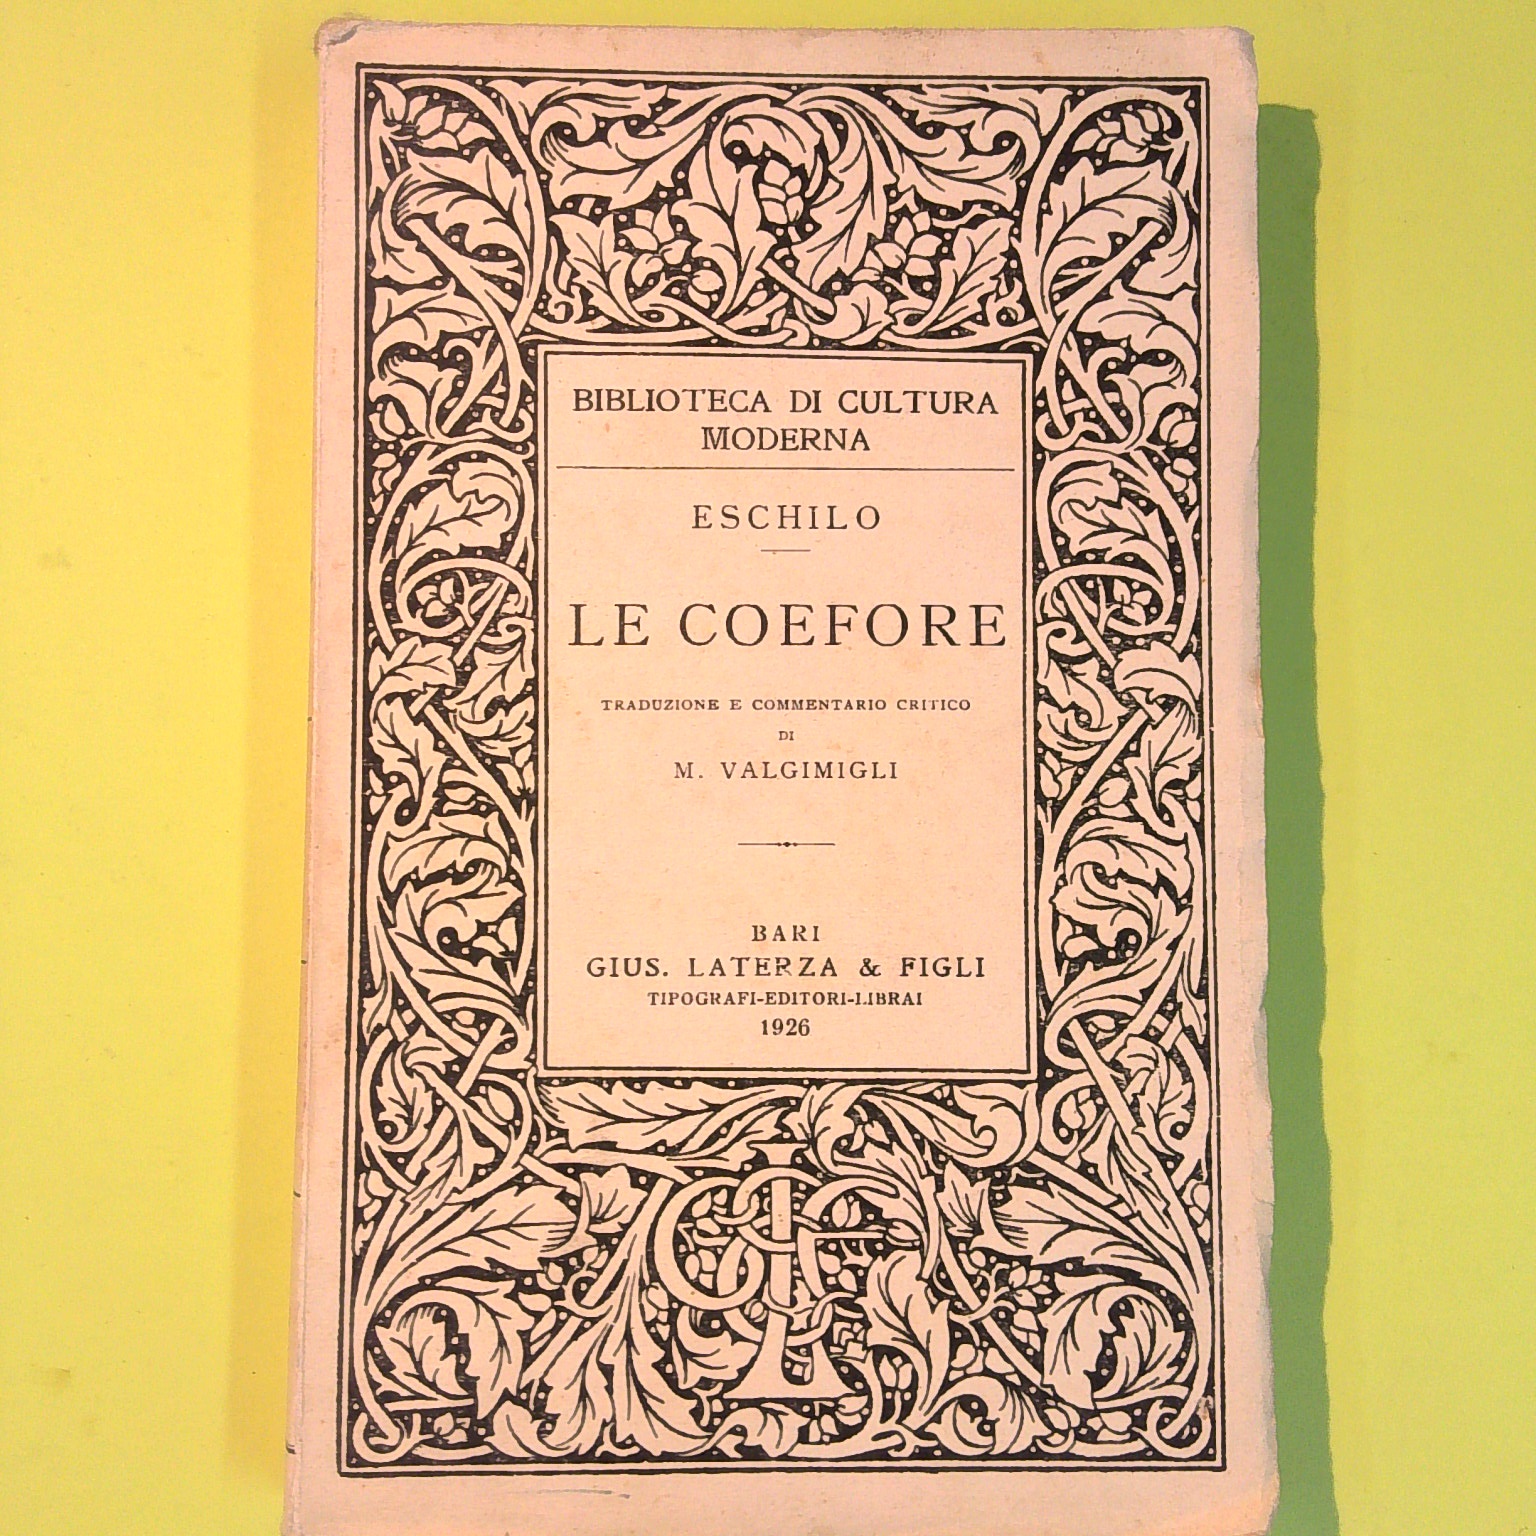 BIBLIOTECA DI CULTURA
MODERNA
ESCHILO
LE COEFORE
TRADUZIONE E COMMENTARIO CRITICO
DI
M. VALGIMIGLI
BARI
GIUS. LATERZA & FIGLI
TIPOGRAFI-EDITORI-LIBRAI
1926